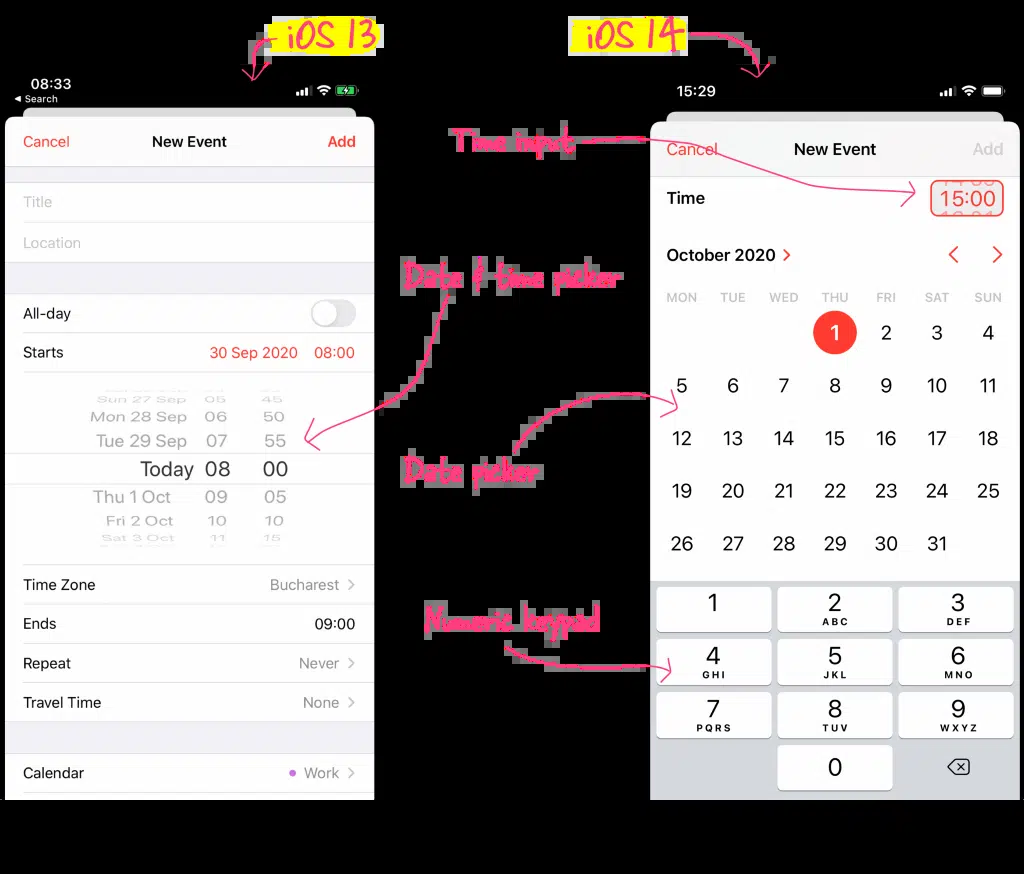 iOS 13
iOS 14
08:33
Search
Cancel
New Event
Add
Title
Location
All-day
Starts
30 Sep 2020
08:00
Sun 27 Sep 05 45
Mon 28 Sep 06 50
Tue 29 Sep 07 55
Today 08 00
Thu 1 Oct 09 05
Fri 2 Oct 10 10
Sat 3 Oct 11 15
Time Zone
Bucharest
Ends
09:00
Repeat
Never
Travel Time
None
Calendar
Work
Time input
Date & time picker
Date picker
Numeric keypad
15:29
Cancel
New Event
Add
Time
15:00
October 2020
MON TUE WED THU FRI SAT SUN
1 2 3 4
5 6 7 8 9 10 11
12 13 14 15 16 17 18
19 20 21 22 23 24 25
26 27 28 29 30 31
1 2 3
ABC DEF
4 5 6
GHI JKL MNO
7 8 9
PQRS TUV WXYZ
0